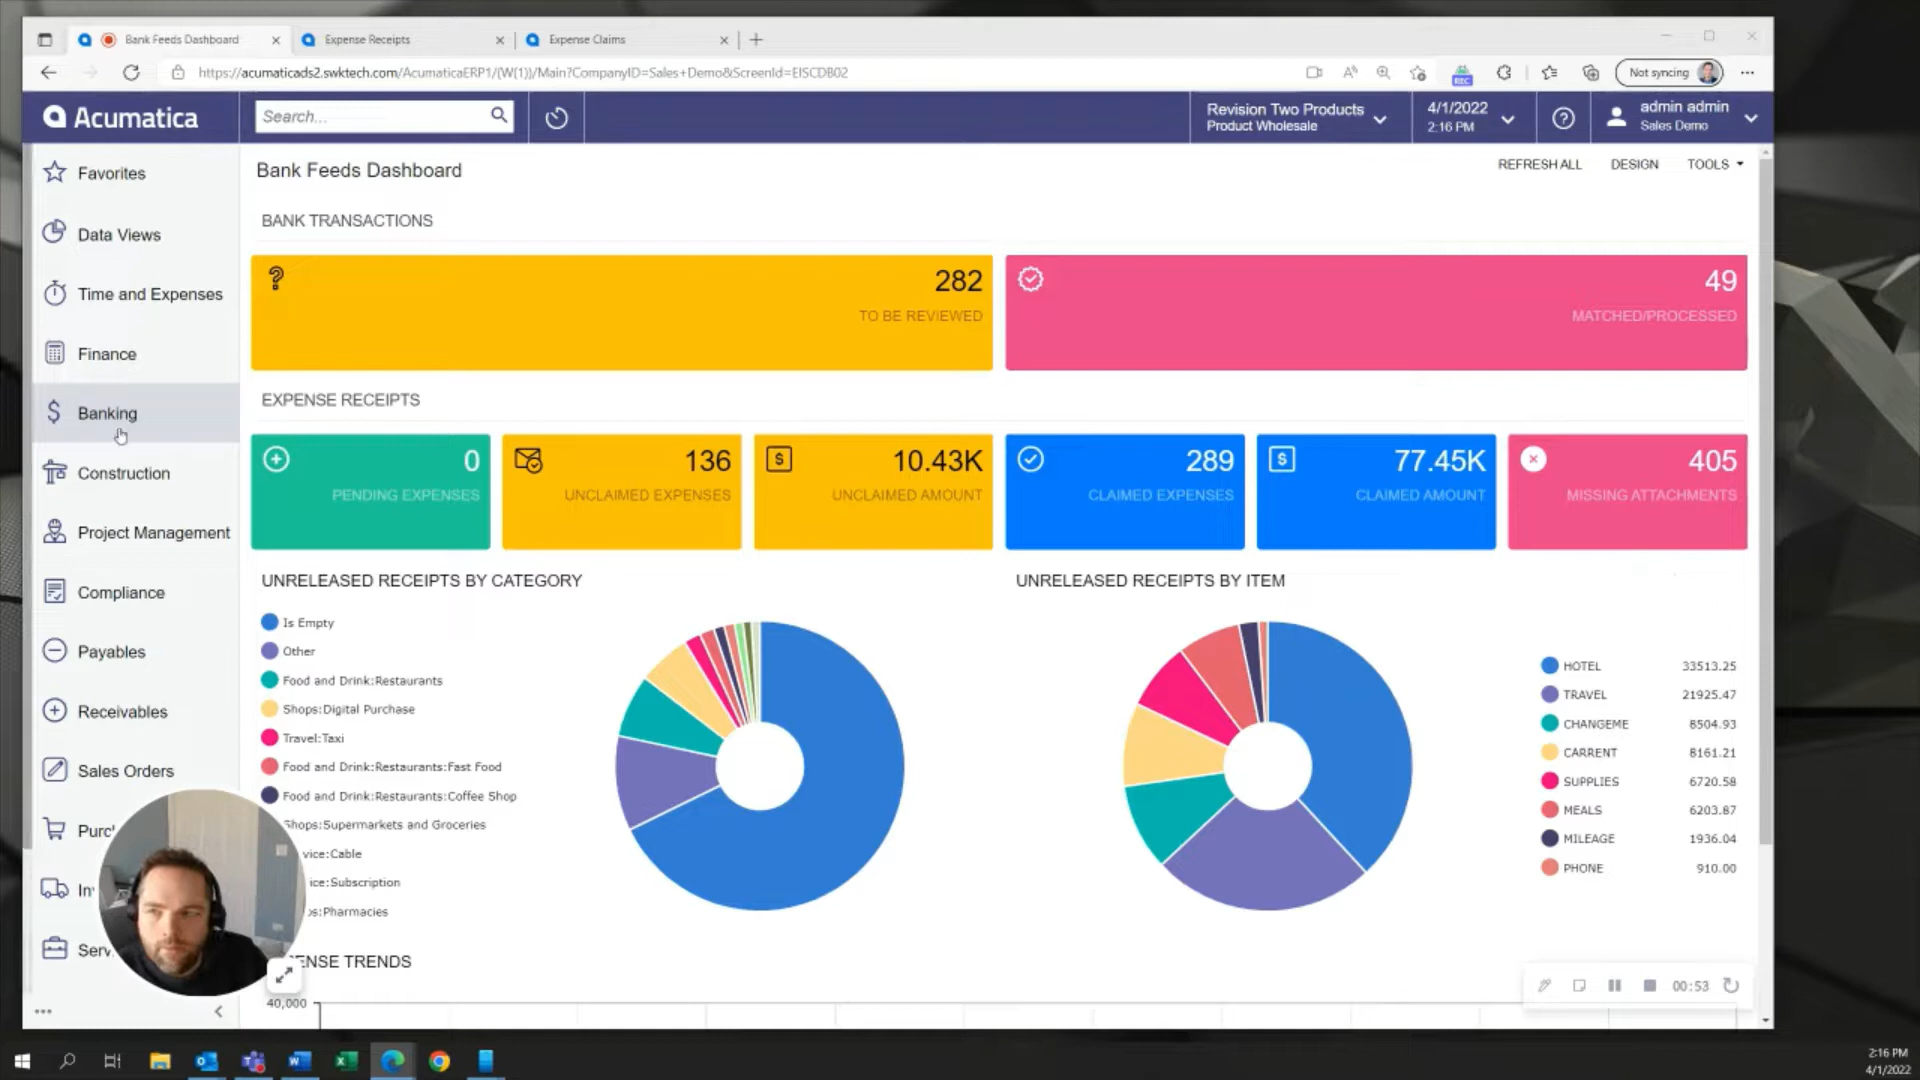 Bank Feeds Dashboard
Expense Receipts
Expense Claims
https://acumaticads2.swktech.com/AcumaticaERP1/(W(1))/Main?CompanyID=Sales+Demo&ScreenId=EISCDB02
REC
Not syncing
Acumatica
Search...
Revision Two Products
Product Wholesale
4/1/2022
2:16 PM
admin admin
Sales Demo
Favorites
Data Views
Time and Expenses
Finance
Banking
Construction
Project Management
Compliance
Payables
Receivables
Sales Orders
Bank Feeds Dashboard
REFRESH ALL
DESIGN
TOOLS
BANK TRANSACTIONS
282
TO BE REVIEWED
49
MATCHED/PROCESSED
EXPENSE RECEIPTS
0
PENDING EXPENSES
136
UNCLAIMED EXPENSES
10.43K
UNCLAIMED AMOUNT
289
CLAIMED EXPENSES
77.45K
CLAIMED AMOUNT
405
MISSING ATTACHMENTS
UNRELEASED RECEIPTS BY CATEGORY
Is Empty
Other
Food and Drink:Restaurants
Shops:Digital Purchase
Travel:Taxi
Food and Drink:Restaurants:Fast Food
Food and Drink:Restaurants:Coffee Shop
Shops:Supermarkets and Groceries
vice:Cable
ice:Subscription
s:Pharmacies
UNRELEASED RECEIPTS BY ITEM
HOTEL 33513.25
TRAVEL 21925.47
CHANGEME 8504.93
CARRENT 8161.21
SUPPLIES 6720.58
MEALS 6203.87
MILEAGE 1936.04
PHONE 910.00
ENSE TRENDS
40,000
00:53
2:16 PM
4/1/2022